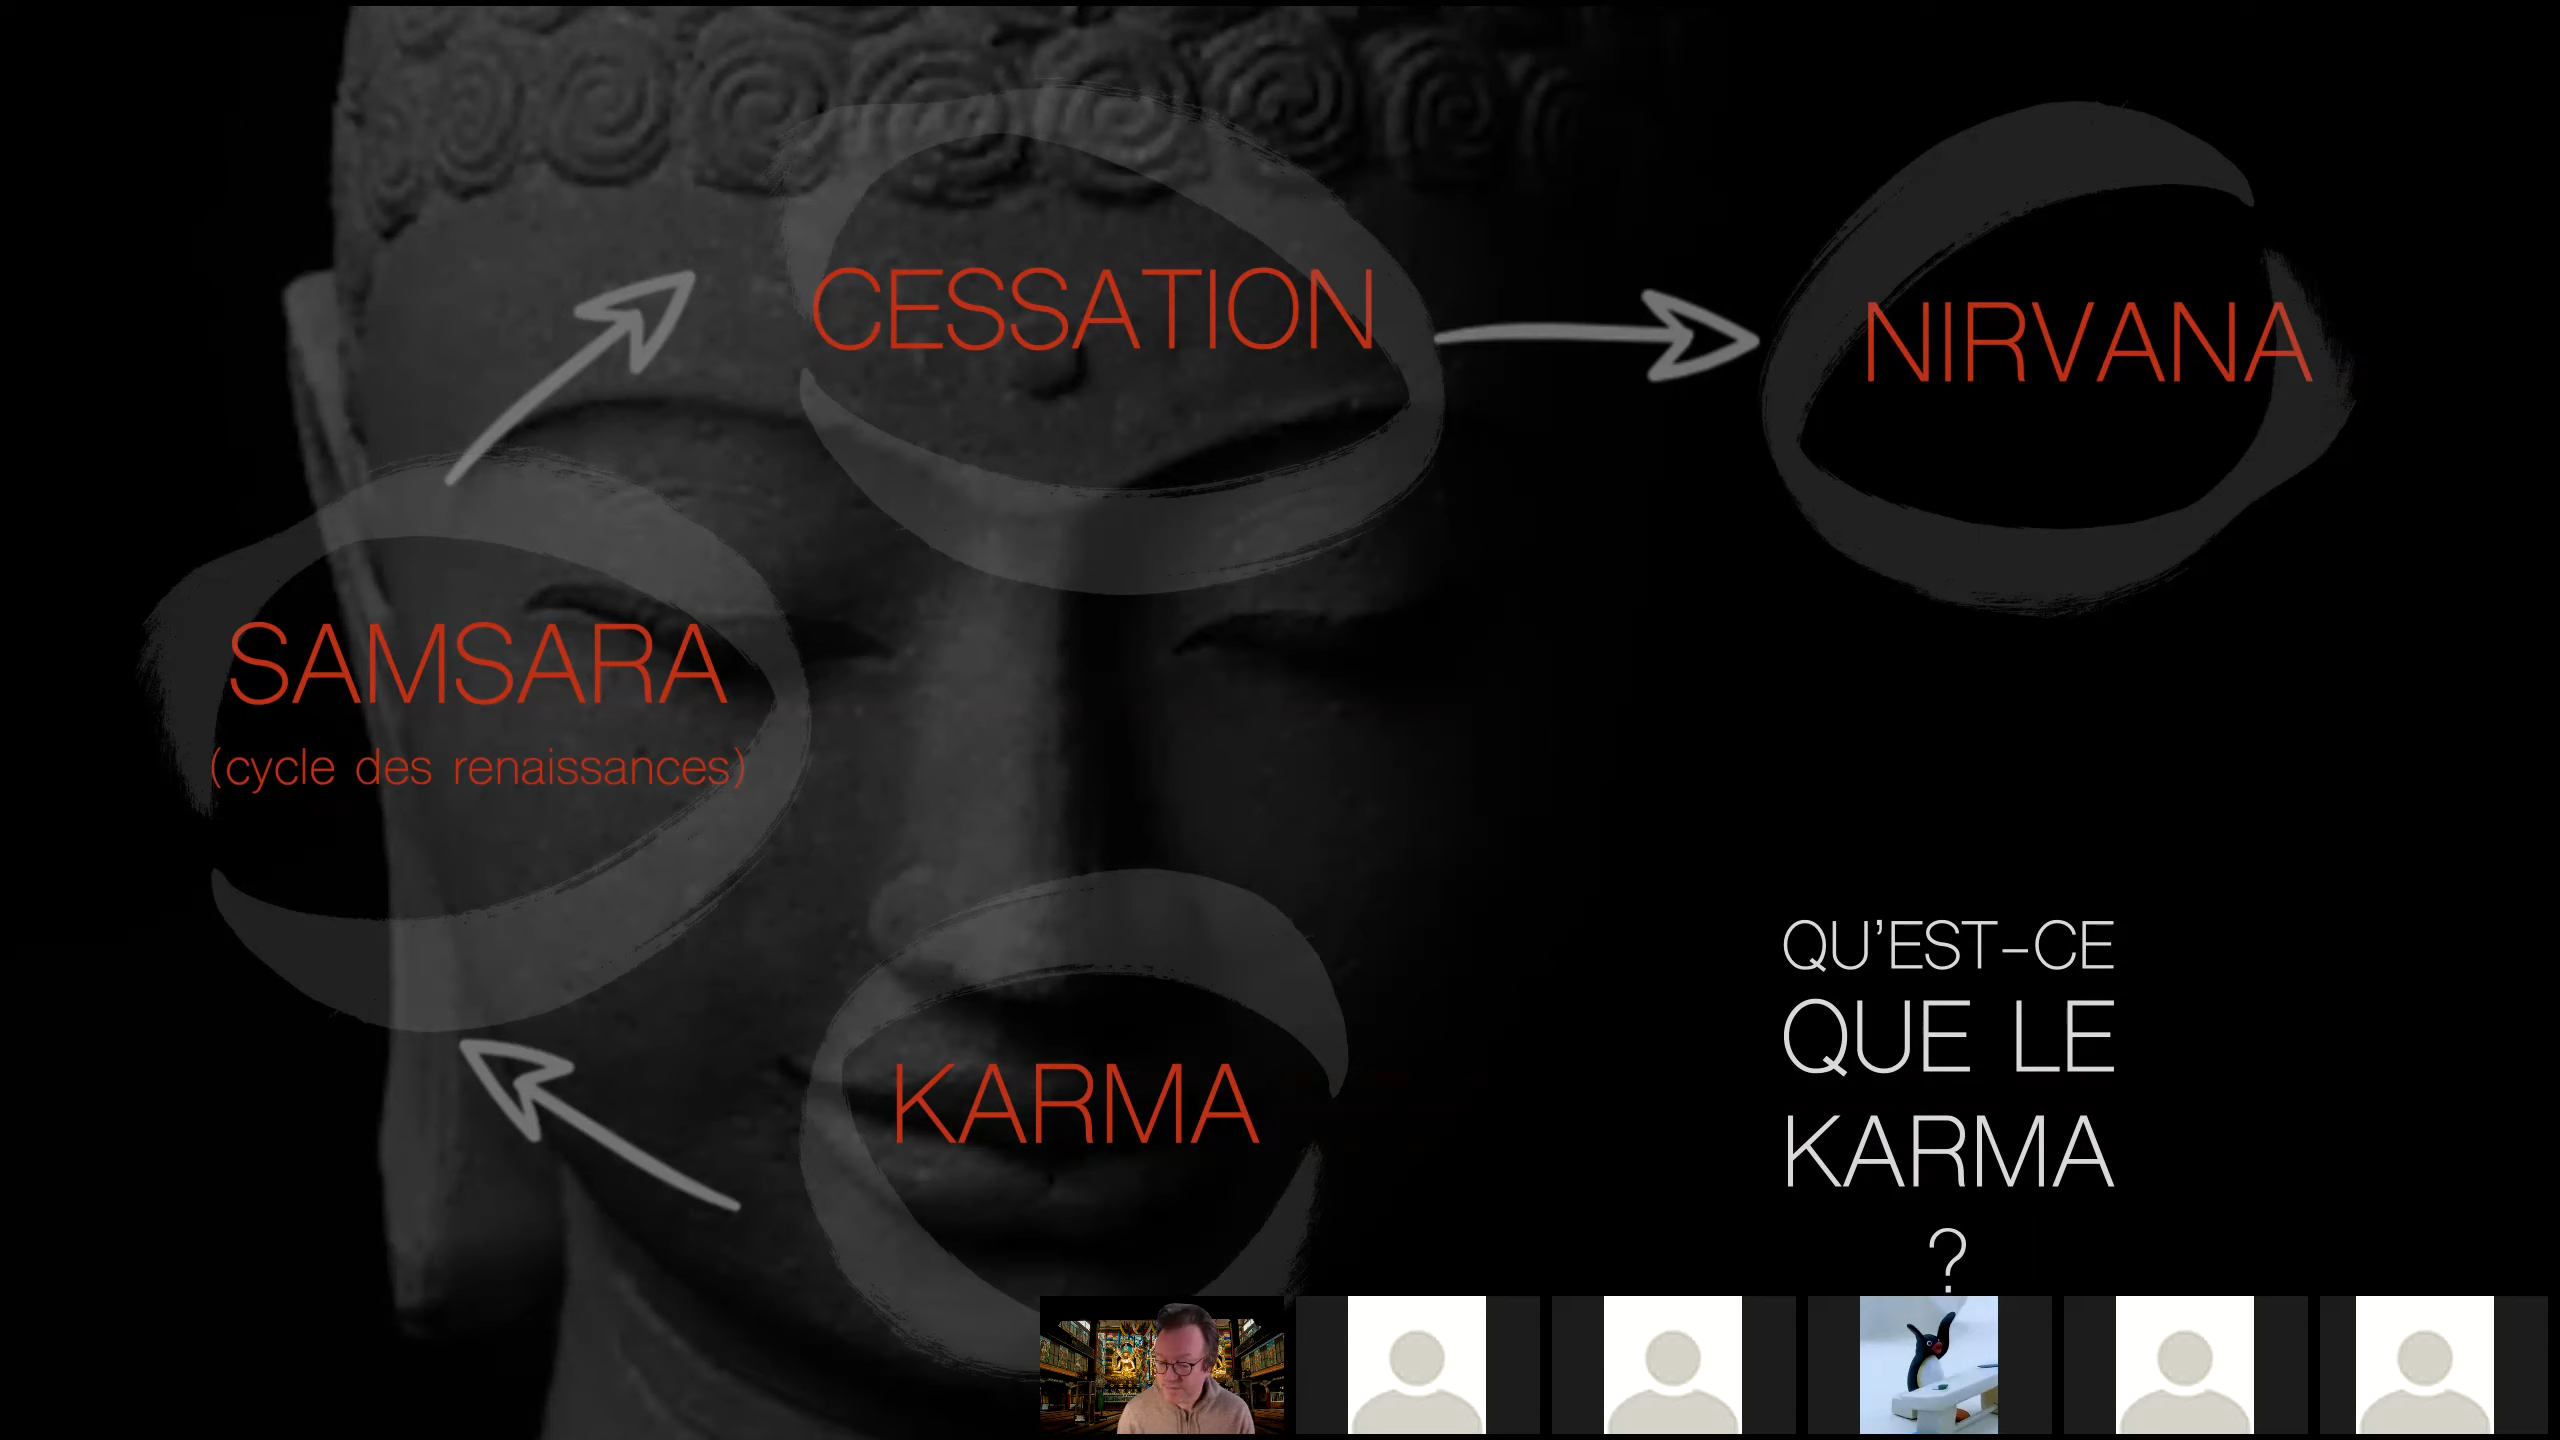 CESSATION
NIRVANA
SAMSARA
(cycle des renaissances)
KARMA
QU'EST-CE
QUE LE
KARMA
?